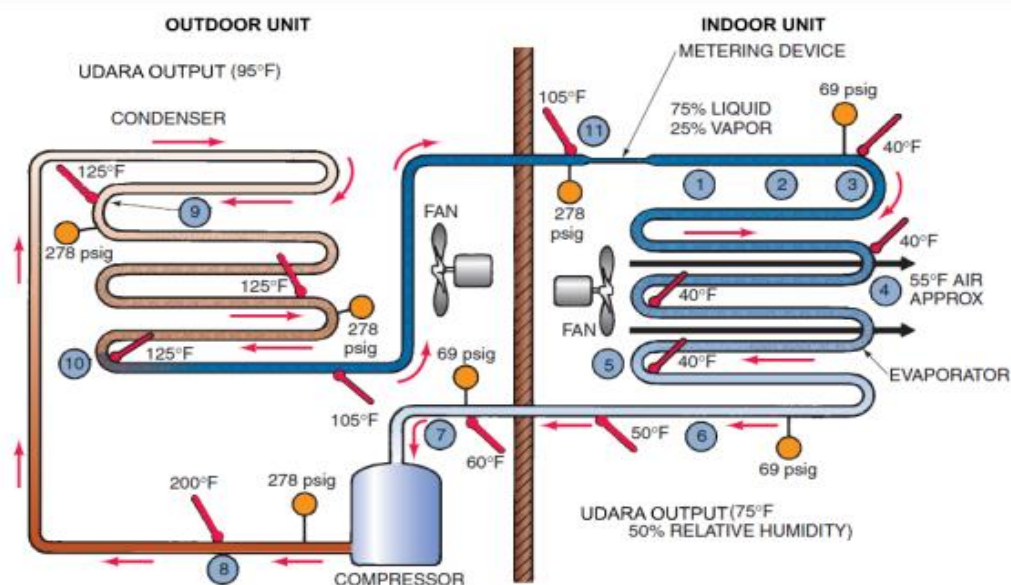 OUTDOOR UNIT
INDOOR UNIT
METERING DEVICE
UDARA OUTPUT (95°F)
CONDENSER
105°F
11
75% LIQUID
25% VAPOR
69 psig
40°F
125°F
9
278 psig
1
2
3
278
psig
FAN
40°F
125°F
4
55°F AIR
APPROX
40°F
FAN
278
psig
10
125°F
69 psig
5
40°F
EVAPORATOR
105°F
7
60°F
50°F
6
69 psig
200°F
278 psig
8
COMPRESSOR
UDARA OUTPUT (75°F
50% RELATIVE HUMIDITY)